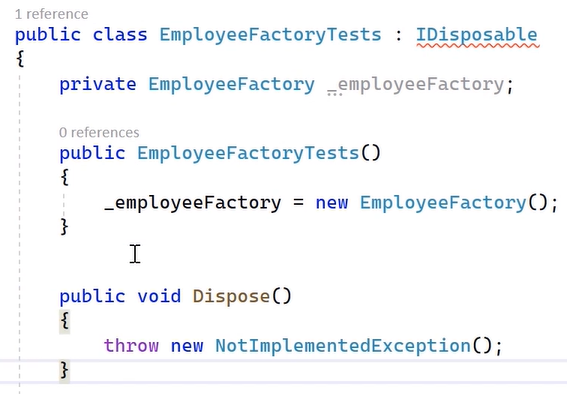 1 reference
public class EmployeeFactoryTests : IDisposable
{
private EmployeeFactory _employeeFactory;
0 references
public EmployeeFactoryTests()
{
_employeeFactory = new EmployeeFactory();
}
public void Dispose()
{
throw new NotImplementedException();
}